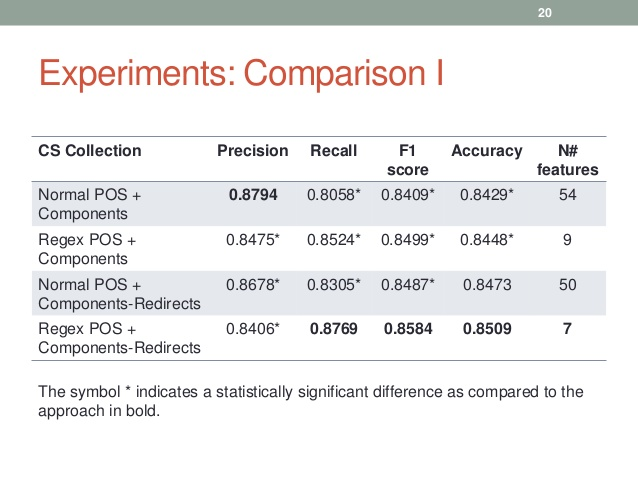 20
Experiments: Comparison I
CS Collection Precision Recall F1 score Accuracy N# features
Normal POS + Components 0.8794 0.8058* 0.8409* 0.8429* 54
Regex POS + Components 0.8475* 0.8524* 0.8499* 0.8448* 9
Normal POS + Components-Redirects 0.8678* 0.8305* 0.8487* 0.8473 50
Regex POS + Components-Redirects 0.8406* 0.8769 0.8584 0.8509 7
The symbol * indicates a statistically significant difference as compared to the
approach in bold.